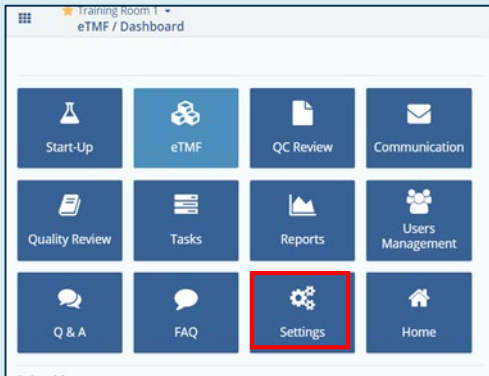 Training Room 1
eTMF / Dashboard
Start-Up
eTMF
QC Review
Communication
Quality Review
Tasks
Reports
Users
Management
Q & A
FAQ
Settings
Home